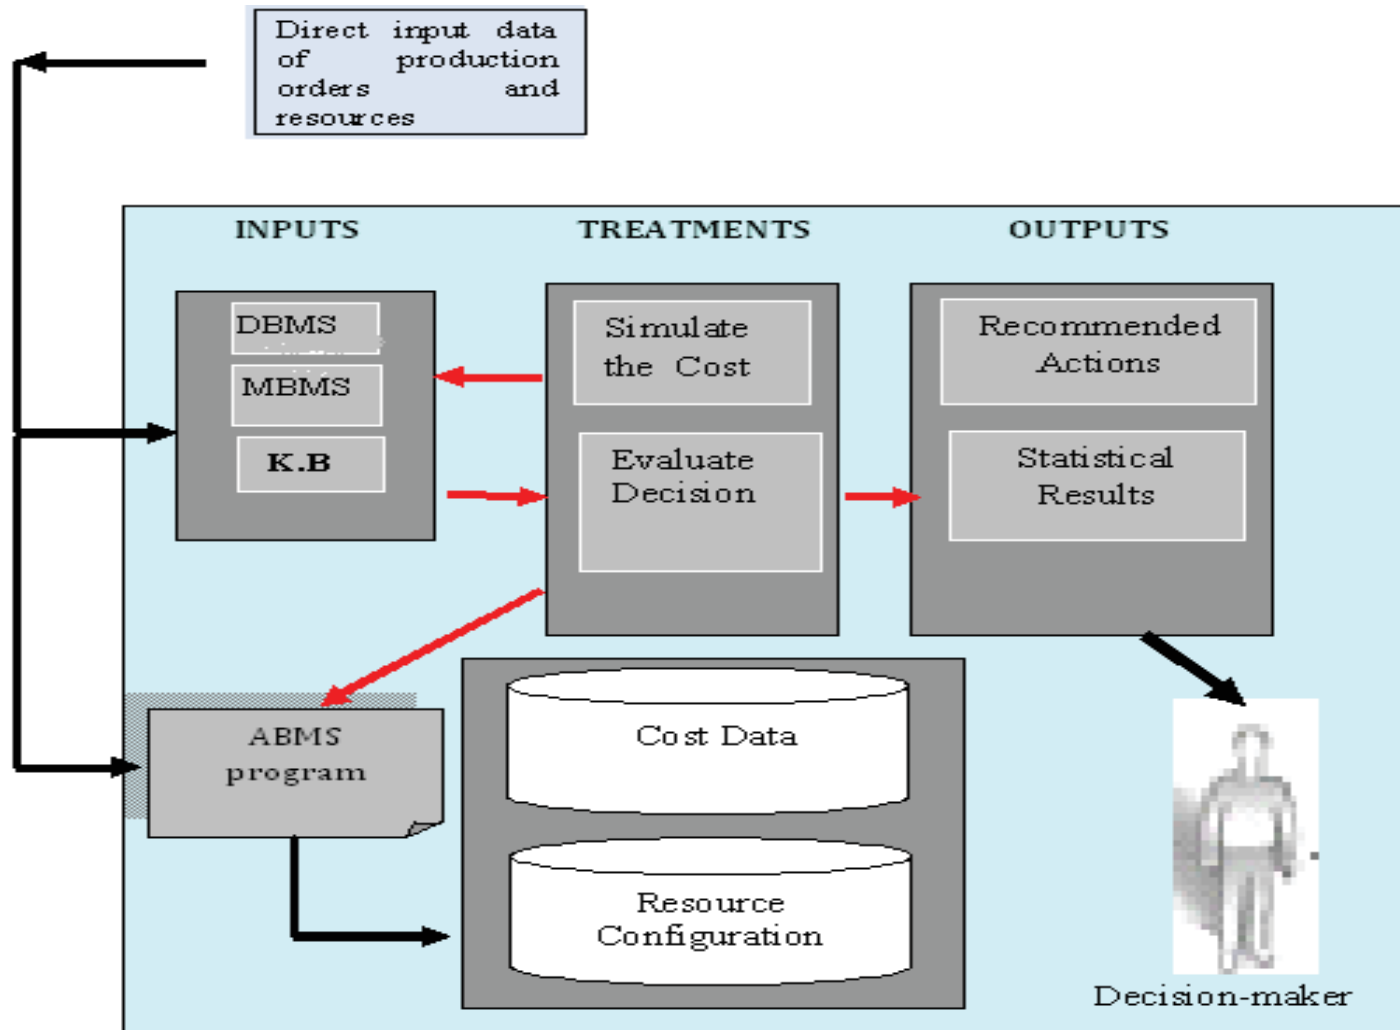 Direct input data
of production
orders and
resources
INPUTS
TREATMENTS
OUTPUTS
DBMS
MBMS
K.B
Simulate
the Cost
Evaluate
Decision
Recommended
Actions
Statistical
Results
ABMS
program
Cost Data
Resource
Configuration
Decision-maker